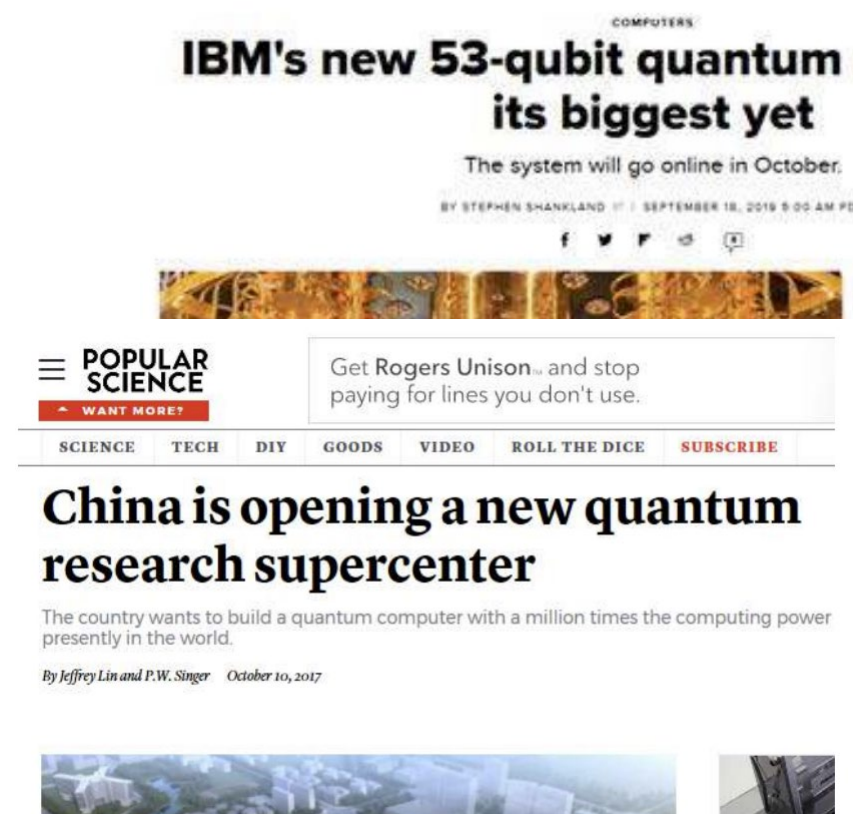 COMPUTERS
IBM's new 53-qubit quantum
its biggest yet
The system will go online in October.
BY STEPHEN SHANKLAND | SEPTEMBER 18, 2019 5:00 AM
POPULAR
SCIENCE
WANT MORE?
Get Rogers Unison™ and stop
paying for lines you don't use.
SCIENCE TECH DIY GOODS VIDEO ROLL THE DICE SUBSCRIBE
China is opening a new quantum
research supercenter
The country wants to build a quantum computer with a million times the computing power
presently in the world.
By Jeffrey Lin and P.W. Singer October 10, 2017